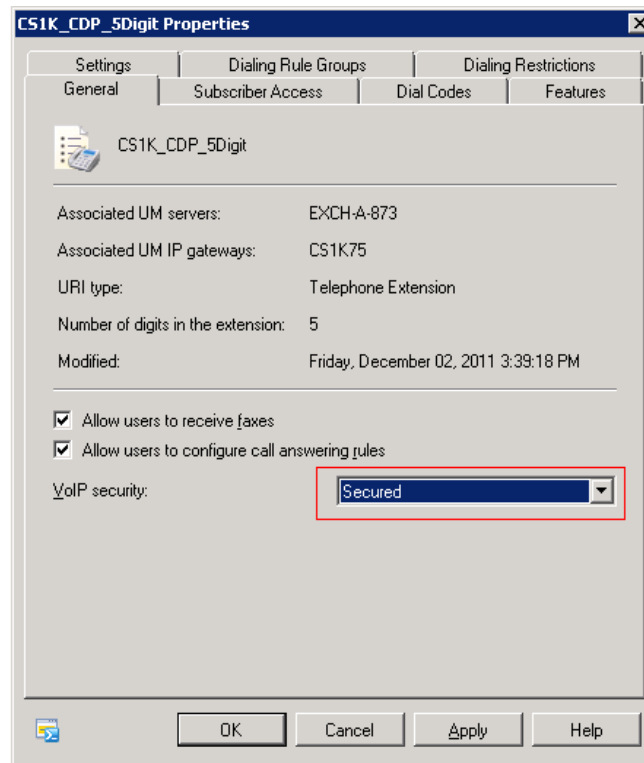 CS1K_CDP_5Digit Properties
Settings
Dialing Rule Groups
Dialing Restrictions
General
Subscriber Access
Dial Codes
Features
CS1K_CDP_5Digit
Associated UM servers: EXCH-A-873
Associated UM IP gateways: CS1K75
URI type: Telephone Extension
Number of digits in the extension: 5
Modified: Friday, December 02, 2011 3:39:18 PM
Allow users to receive faxes
Allow users to configure call answering rules
VoIP security: Secured
OK
Cancel
Apply
Help